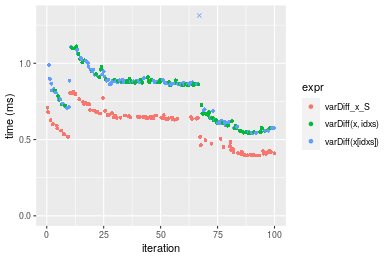 1.0
0.5
0.0
time (ms)
0
25
50
75
100
iteration
expr
varDiff_x_S
varDiff(x, idxs)
varDiff(x[idxs])